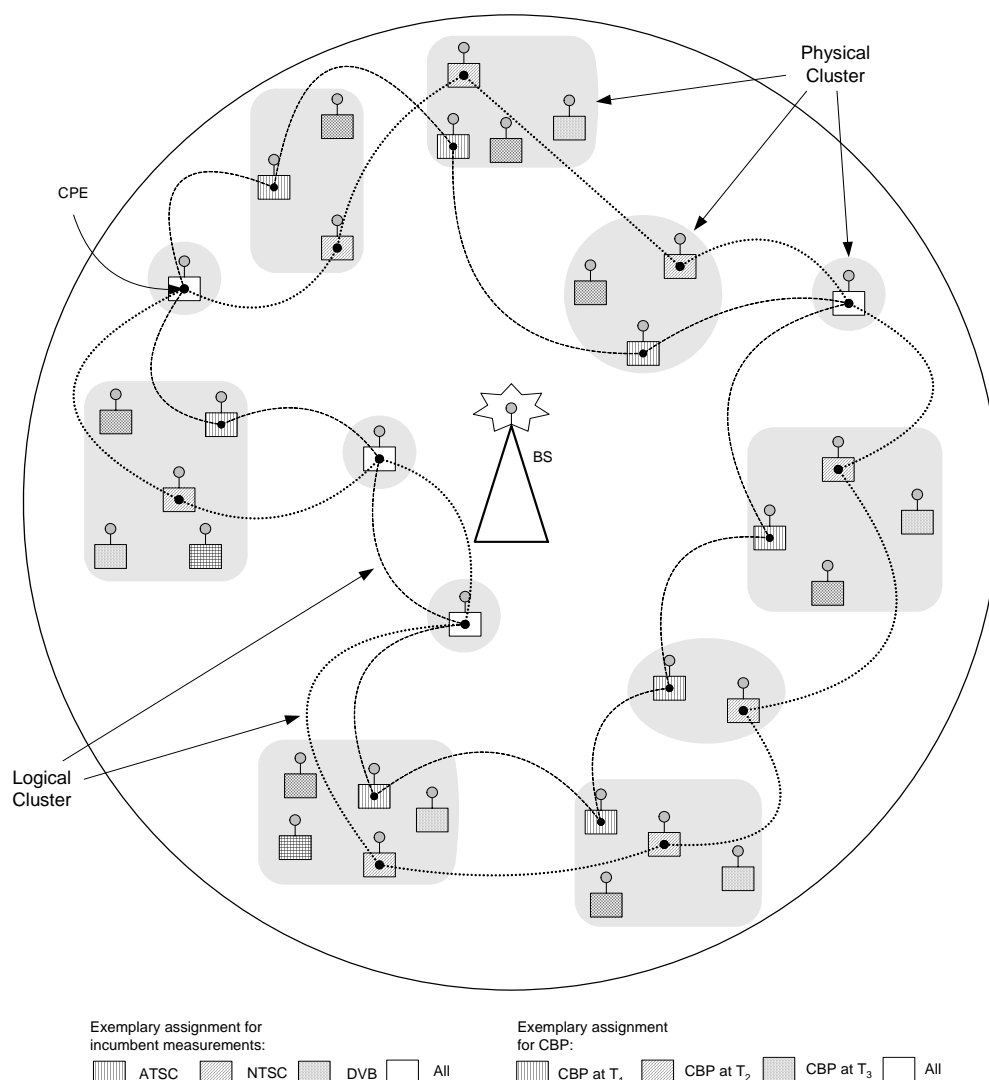 Physical
Cluster
CPE
BS
Logical
Cluster
Exemplary assignment for
incumbent measurements:
ATSC NTSC DVB All
Exemplary assignment
for CBP:
CBP at T₁ CBP at T₂ CBP at T₃ All